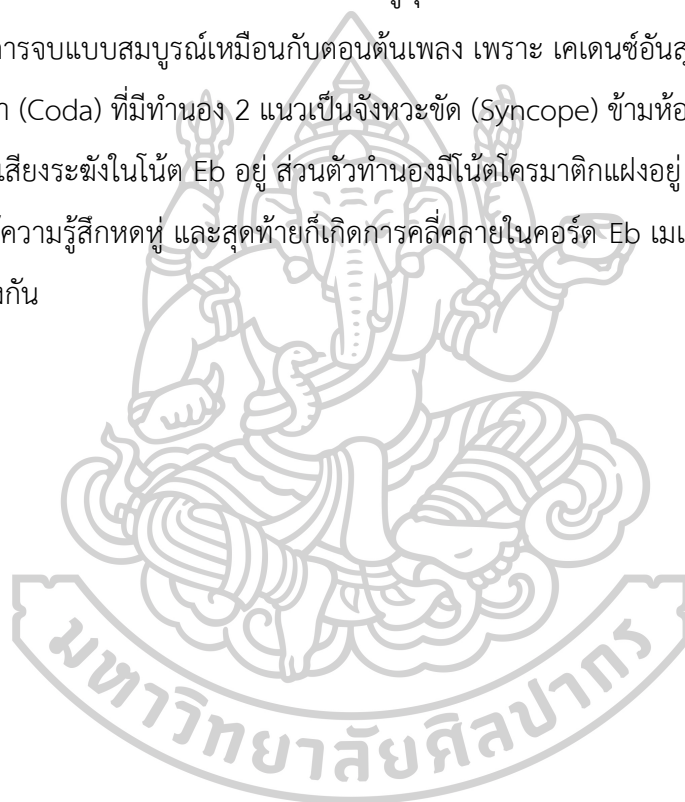 การจบแบบสมบูรณ์เหมือนกับตอนต้นเพลง เพราะ เคเดนซ์อันสุ
า (Coda) ที่มีทำนอง 2 แนวเป็นจังหวะขัด (Syncope) ข้ามห้อ
เสียงระฆังในโน้ต Eb อยู่ ส่วนตัวทำนองมีโน้ตโครมาติกแฝงอยู่
ความรู้สึกหดหู่ และสุดท้ายก็เกิดการคลี่คลายในคอร์ด Eb เมเ
งกัน
มหาวิทยาลัยศิลปากร